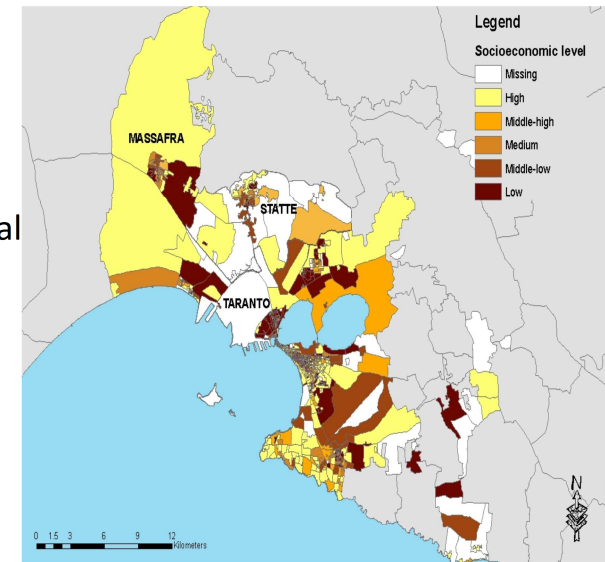 al
Legend
Socioeconomic level
Missing
High
Middle-high
Medium
Middle-low
Low
MASSAFRA
STATTE
TARANTO
N
0 1.5 3 6 9 12
Kilometers